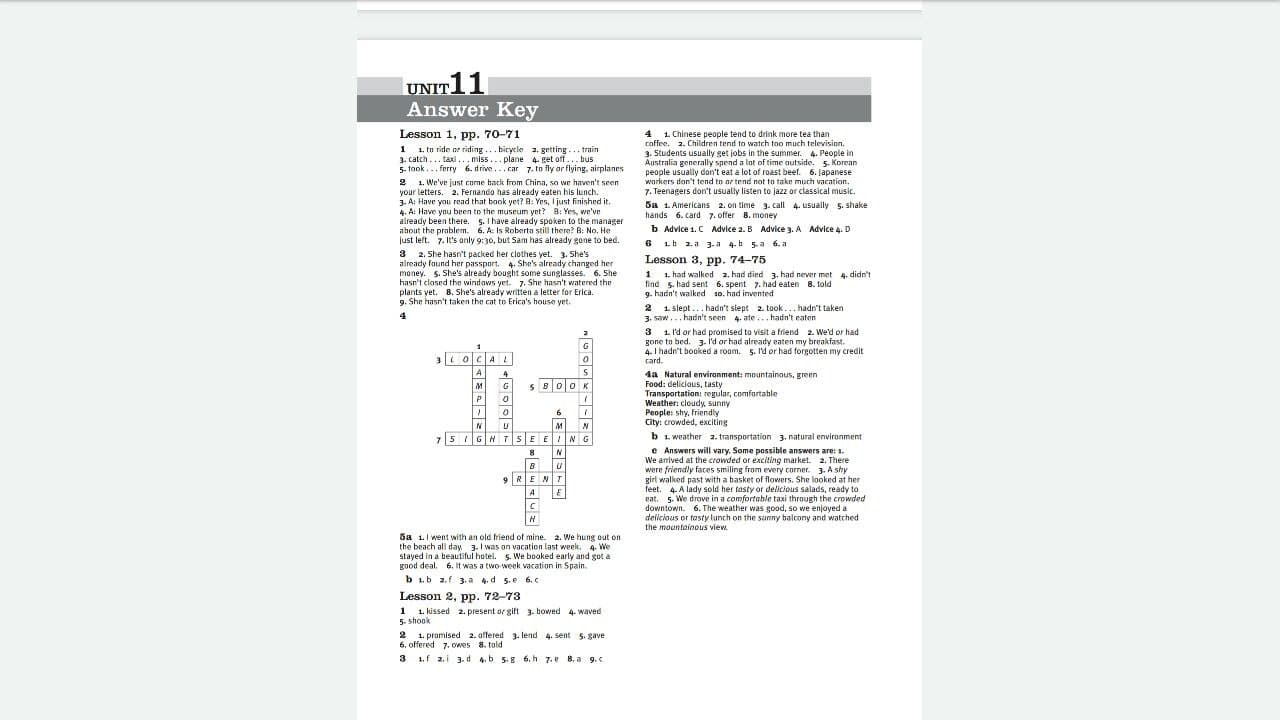 UNIT 11
Answer Key
Lesson 1, pp. 70–71
1 1. to ride or riding . . . bicycle 2. getting . . . train
3. catch . . . taxi . . . miss . . . plane 4. get off . . . bus
5. took . . . ferry 6. drive . . . car 7. to fly or flying, airplanes
2 1. We've just come back from China, so we haven't seen
your letters. 2. Fernando has already eaten his lunch.
3. A: Have you read that book yet? B: Yes, I just finished it.
4. A: Have you been to the museum yet? B: Yes, we've
already been there. 5. I have already spoken to the manager
about the problem. 6. A: Is Roberto still there? B: No. He
just left. 7. It's only 9:30, but Sam has already gone to bed.
3 2. She hasn't packed her clothes yet. 3. She's
already found her passport. 4. She's already changed her
money. 5. She's already bought some sunglasses. 6. She
hasn't closed the windows yet. 7. She hasn't watered the
plants yet. 8. She's already written a letter for Erica.
9. She hasn't taken the cat to Erica's house yet.
4
2
1 G
3 L O C A L O
A 4 S
M G 5 B O O K
P O I
I O 6 I
N U M N
7 S I G H T S E E I N G
8 N
B U
9 R E N T
A E
C
H
5a 1. I went with an old friend of mine. 2. We hung out on
the beach all day. 3. I was on vacation last week. 4. We
stayed in a beautiful hotel. 5. We booked early and got a
good deal. 6. It was a two-week vacation in Spain.
b 1. b 2. f 3. a 4. d 5. e 6. c
Lesson 2, pp. 72–73
1 1. kissed 2. present or gift 3. bowed 4. waved
5. shook
2 1. promised 2. offered 3. lend 4. sent 5. gave
6. offered 7. owes 8. told
3 1. f 2. i 3. d 4. b 5. g 6. h 7. e 8. a 9. c
4 1. Chinese people tend to drink more tea than
coffee. 2. Children tend to watch too much television.
3. Students usually get jobs in the summer. 4. People in
Australia generally spend a lot of time outside. 5. Korean
people usually don't eat a lot of roast beef. 6. Japanese
workers don't tend to or tend not to take much vacation.
7. Teenagers don't usually listen to jazz or classical music.
5a 1. Americans 2. on time 3. call 4. usually 5. shake
hands 6. card 7. offer 8. money
b Advice 1. C Advice 2. B Advice 3. A Advice 4. D
6 1. b 2. a 3. a 4. b 5. a 6. a
Lesson 3, pp. 74–75
1 1. had walked 2. had died 3. had never met 4. didn't
find 5. had sent 6. spent 7. had eaten 8. told
9. hadn't walked 10. had invented
2 1. slept . . . hadn't slept 2. took . . . hadn't taken
3. saw . . . hadn't seen 4. ate . . . hadn't eaten
3 1. I'd or had promised to visit a friend 2. We'd or had
gone to bed. 3. I'd or had already eaten my breakfast.
4. I hadn't booked a room. 5. I'd or had forgotten my credit
card.
4a Natural environment: mountainous, green
Food: delicious, tasty
Transportation: regular, comfortable
Weather: cloudy, sunny
People: shy, friendly
City: crowded, exciting
b 1. weather 2. transportation 3. natural environment
c Answers will vary. Some possible answers are: 1.
We arrived at the crowded or exciting market. 2. There
were friendly faces smiling from every corner. 3. A shy
girl walked past with a basket of flowers. She looked at her
feet. 4. A lady sold her tasty or delicious salads, ready to
eat. 5. We drove in a comfortable taxi through the crowded
downtown. 6. The weather was good, so we enjoyed a
delicious or tasty lunch on the sunny balcony and watched
the mountainous view.